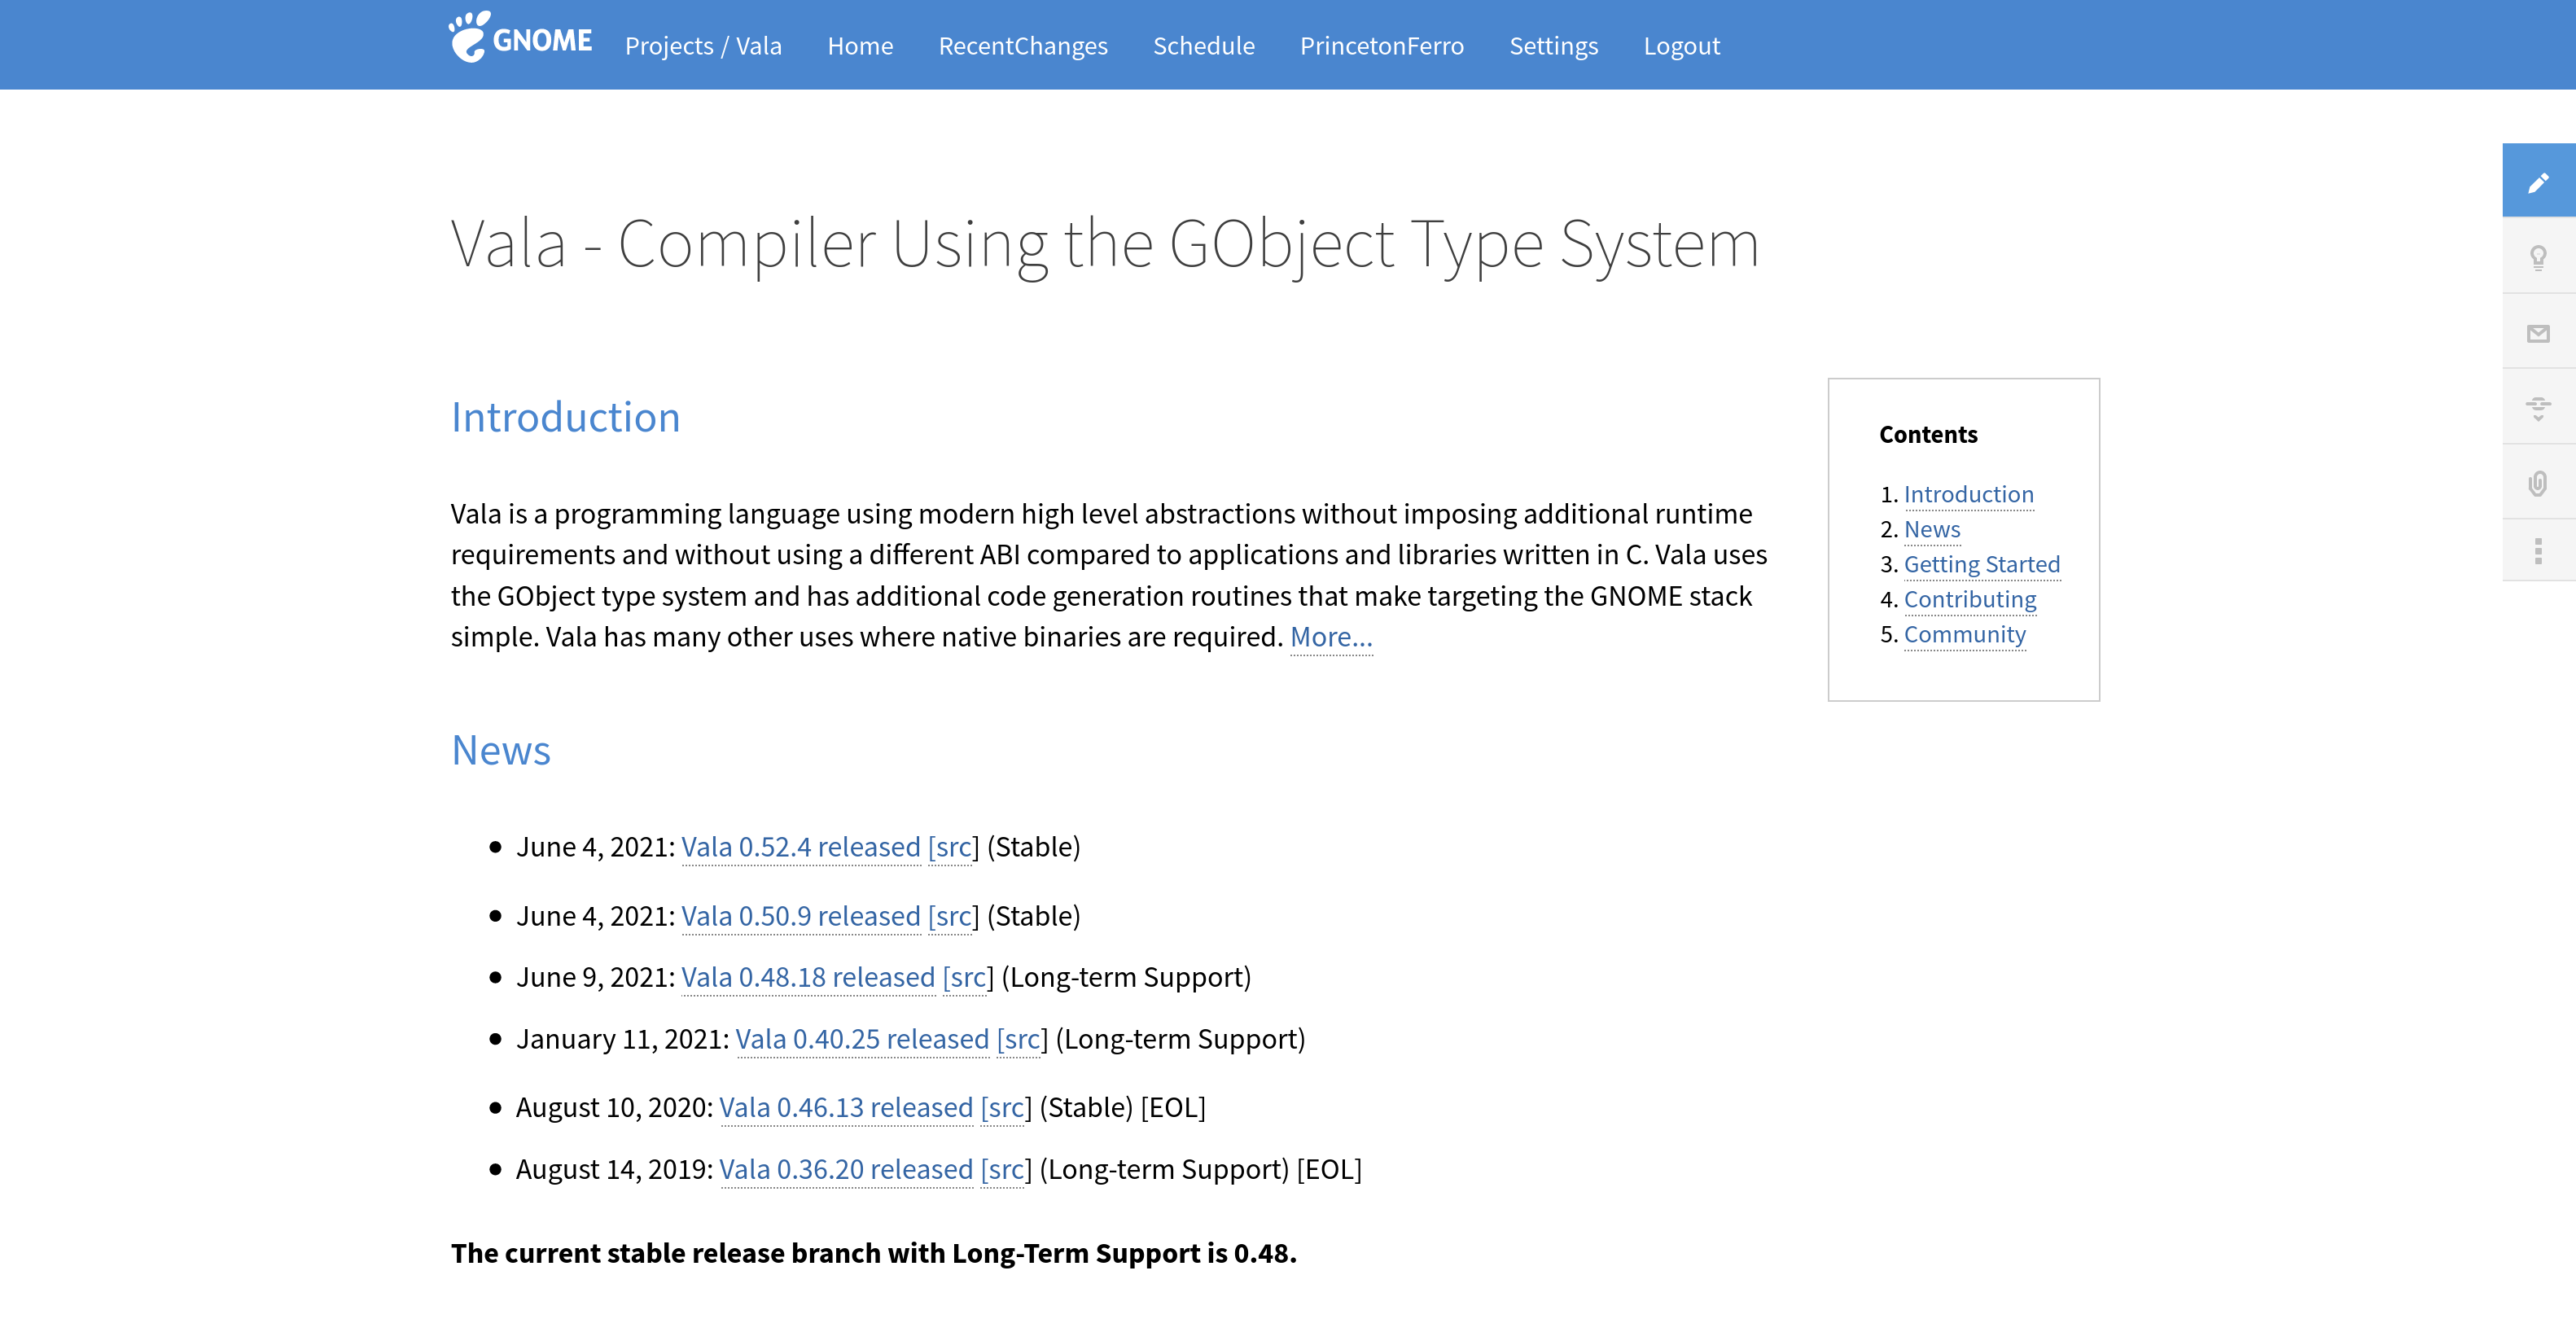 GNOME Projects / Vala Home RecentChanges Schedule PrincetonFerro Settings Logout
Vala - Compiler Using the GObject Type System
Introduction
Vala is a programming language using modern high level abstractions without imposing additional runtime
requirements and without using a different ABI compared to applications and libraries written in C. Vala uses
the GObject type system and has additional code generation routines that make targeting the GNOME stack
simple. Vala has many other uses where native binaries are required. More...
Contents
1. Introduction
2. News
3. Getting Started
4. Contributing
5. Community
News
• June 4, 2021: Vala 0.52.4 released [src] (Stable)
• June 4, 2021: Vala 0.50.9 released [src] (Stable)
• June 9, 2021: Vala 0.48.18 released [src] (Long-term Support)
• January 11, 2021: Vala 0.40.25 released [src] (Long-term Support)
• August 10, 2020: Vala 0.46.13 released [src] (Stable) [EOL]
• August 14, 2019: Vala 0.36.20 released [src] (Long-term Support) [EOL]
The current stable release branch with Long-Term Support is 0.48.